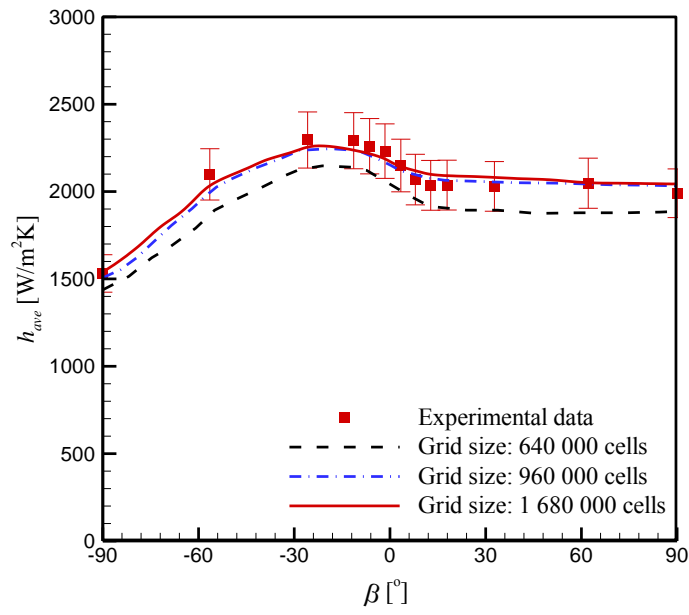 3000
2500
2000
1500
1000
500
0
h_ave [W/m²K]
Experimental data
Grid size: 640 000 cells
Grid size: 960 000 cells
Grid size: 1 680 000 cells
-90 -60 -30 0 30 60 90
β [°]